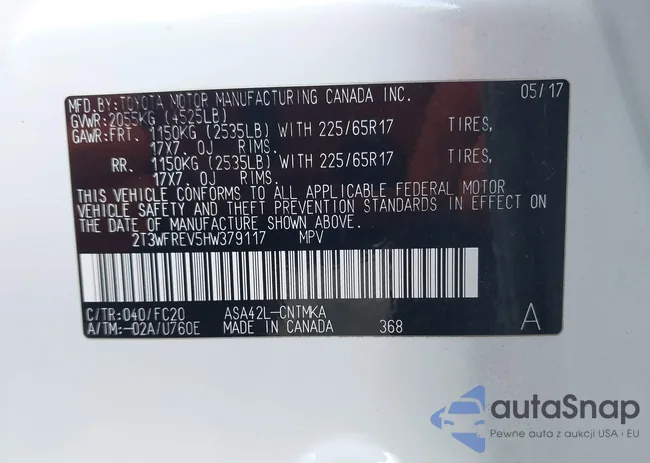 MFD.BY:TOYOTA MOTOR MANUFACTURING CANADA INC. 05/17
GVWR:2055KG (4525LB)
GAWR:FRT. 1150KG (2535LB) WITH 225/65R17 TIRES,
17X7. OJ RIMS.
RR. 1150KG (2535LB) WITH 225/65R17 TIRES,
17X7. OJ RIMS.
THIS VEHICLE CONFORMS TO ALL APPLICABLE FEDERAL MOTOR
VEHICLE SAFETY AND THEFT PREVENTION STANDARDS IN EFFECT ON
THE DATE OF MANUFACTURE SHOWN ABOVE.
2T3WFREV5HW379117 MPV
C/TR:040/FC20 ASA42L-CNTMKA
A/TM:-02A/U760E MADE IN CANADA 368 A
autaSnap
Pewne auta z aukcji USA i EU